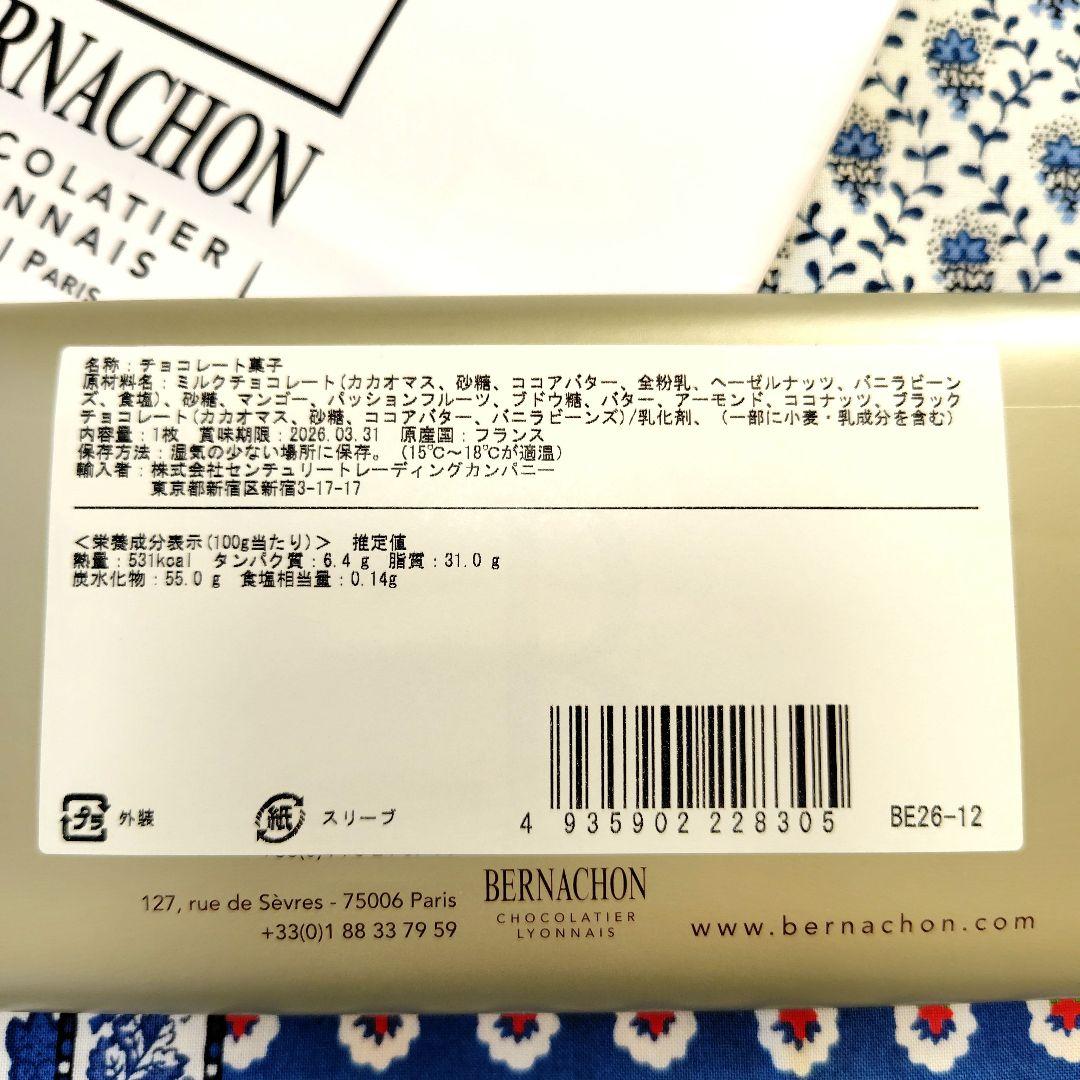 BERNACHON
CHOCOLATIER
LYONNAIS
| PARIS
名称：チョコレート菓子
原材料名：ミルクチョコレート(カカオマス、砂糖、ココアバター、全粉乳、ヘーゼルナッツ、バニラビーン
ズ、食塩)、砂糖、マンゴー、パッションフルーツ、ブドウ糖、バター、アーモンド、ココナッツ、ブラック
チョコレート(カカオマス、砂糖、ココアバター、バニラビーンズ)/乳化剤、（一部に小麦・乳成分を含む）
内容量：1枚　賞味期限：2026.03.31　原産国：フランス
保存方法：湿気の少ない場所に保存。（15℃～18℃が適温）
輸入者：株式会社センチュリートレーディングカンパニー
東京都新宿区新宿3-17-17
＜栄養成分表示(100g当たり)＞　推定値
熱量：531kcal　タンパク質：6.4 g　脂質：31.0 g
炭水化物：55.0 g　食塩相当量：0.14g
プラ 外装 紙 スリーブ
4 935902 228305
BE26-12
127, rue de Sèvres - 75006 Paris
+33(0)1 88 33 79 59
BERNACHON
CHOCOLATIER
LYONNAIS
www.bernachon.com